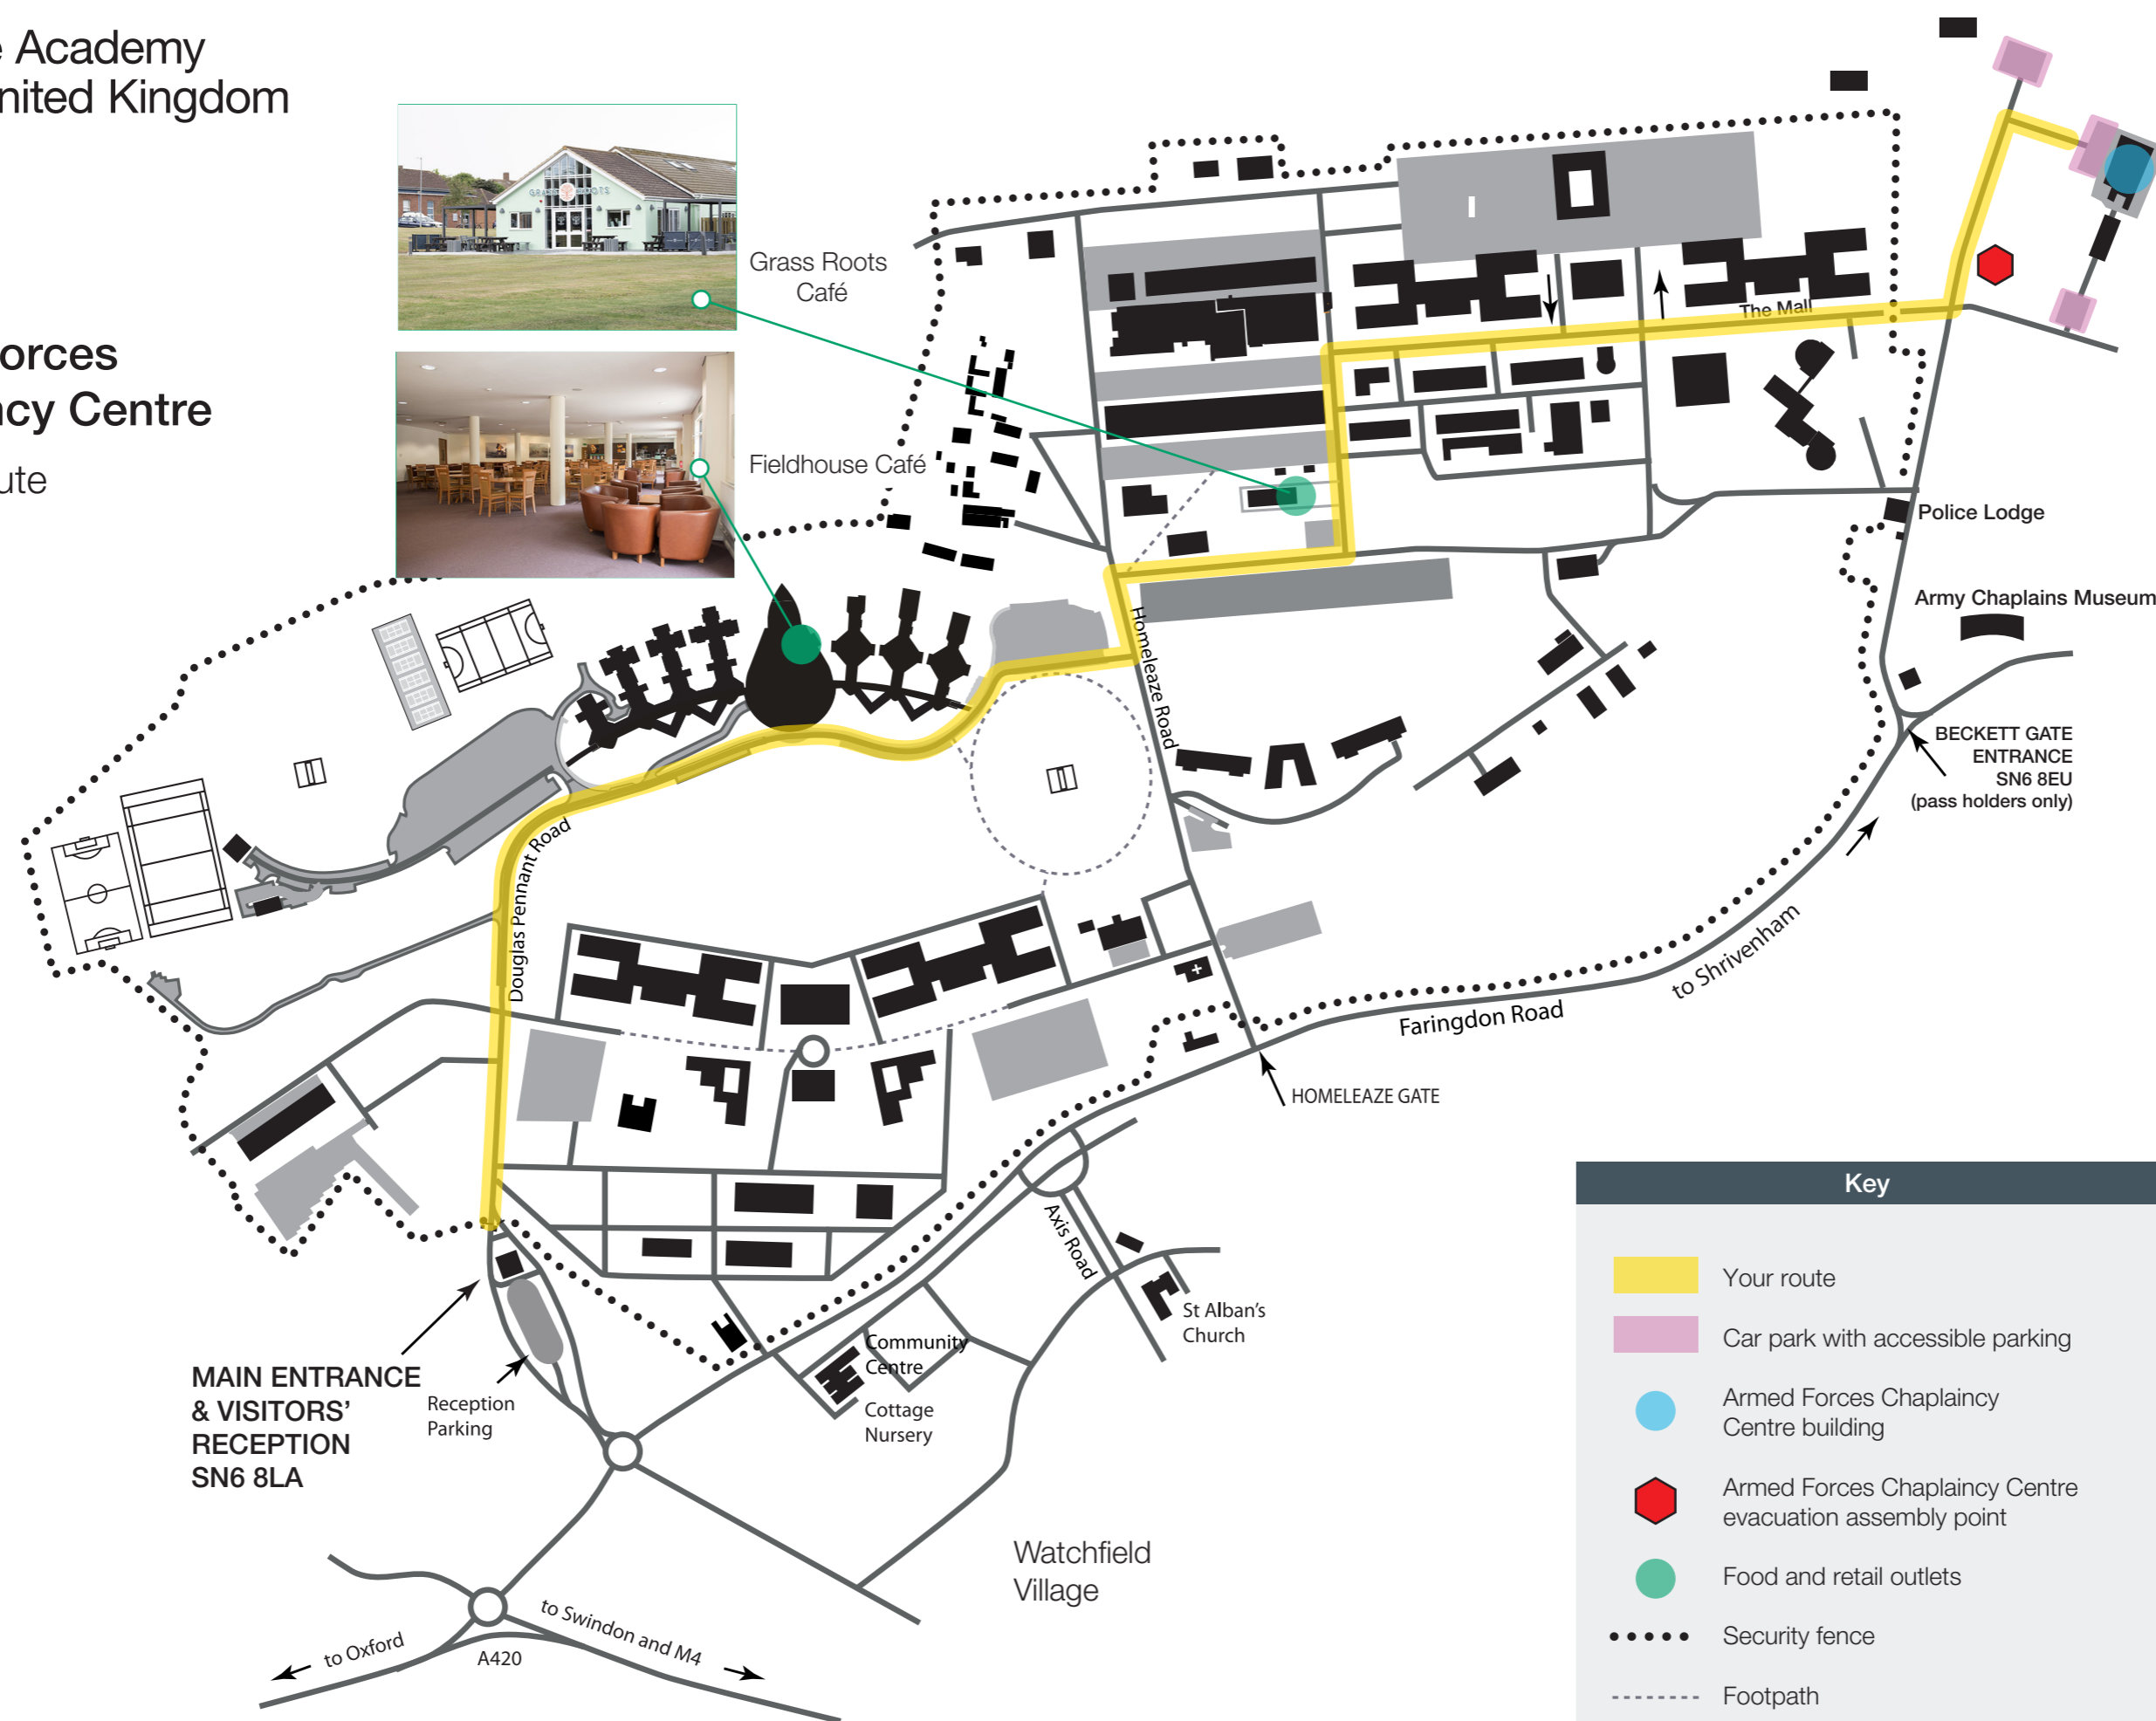 Academy
nited Kingdom
orces
ncy Centre
ute
GRASS ROOTS
Grass Roots
Café
Fieldhouse Café
The Mall
Police Lodge
Army Chaplains Museum
Homeleaze Road
BECKETT GATE
ENTRANCE
SN6 8EU
(pass holders only)
Douglas Pennant Road
to Shrivenham
Faringdon Road
HOMELEAZE GATE
Axis Road
St Alban's
Church
Community
Centre
Cottage
Nursery
MAIN ENTRANCE
& VISITORS'
RECEPTION
SN6 8LA
Reception
Parking
Watchfield
Village
to Oxford
A420
to Swindon and M4
Key
Your route
Car park with accessible parking
Armed Forces Chaplaincy
Centre building
Armed Forces Chaplaincy Centre
evacuation assembly point
Food and retail outlets
Security fence
Footpath